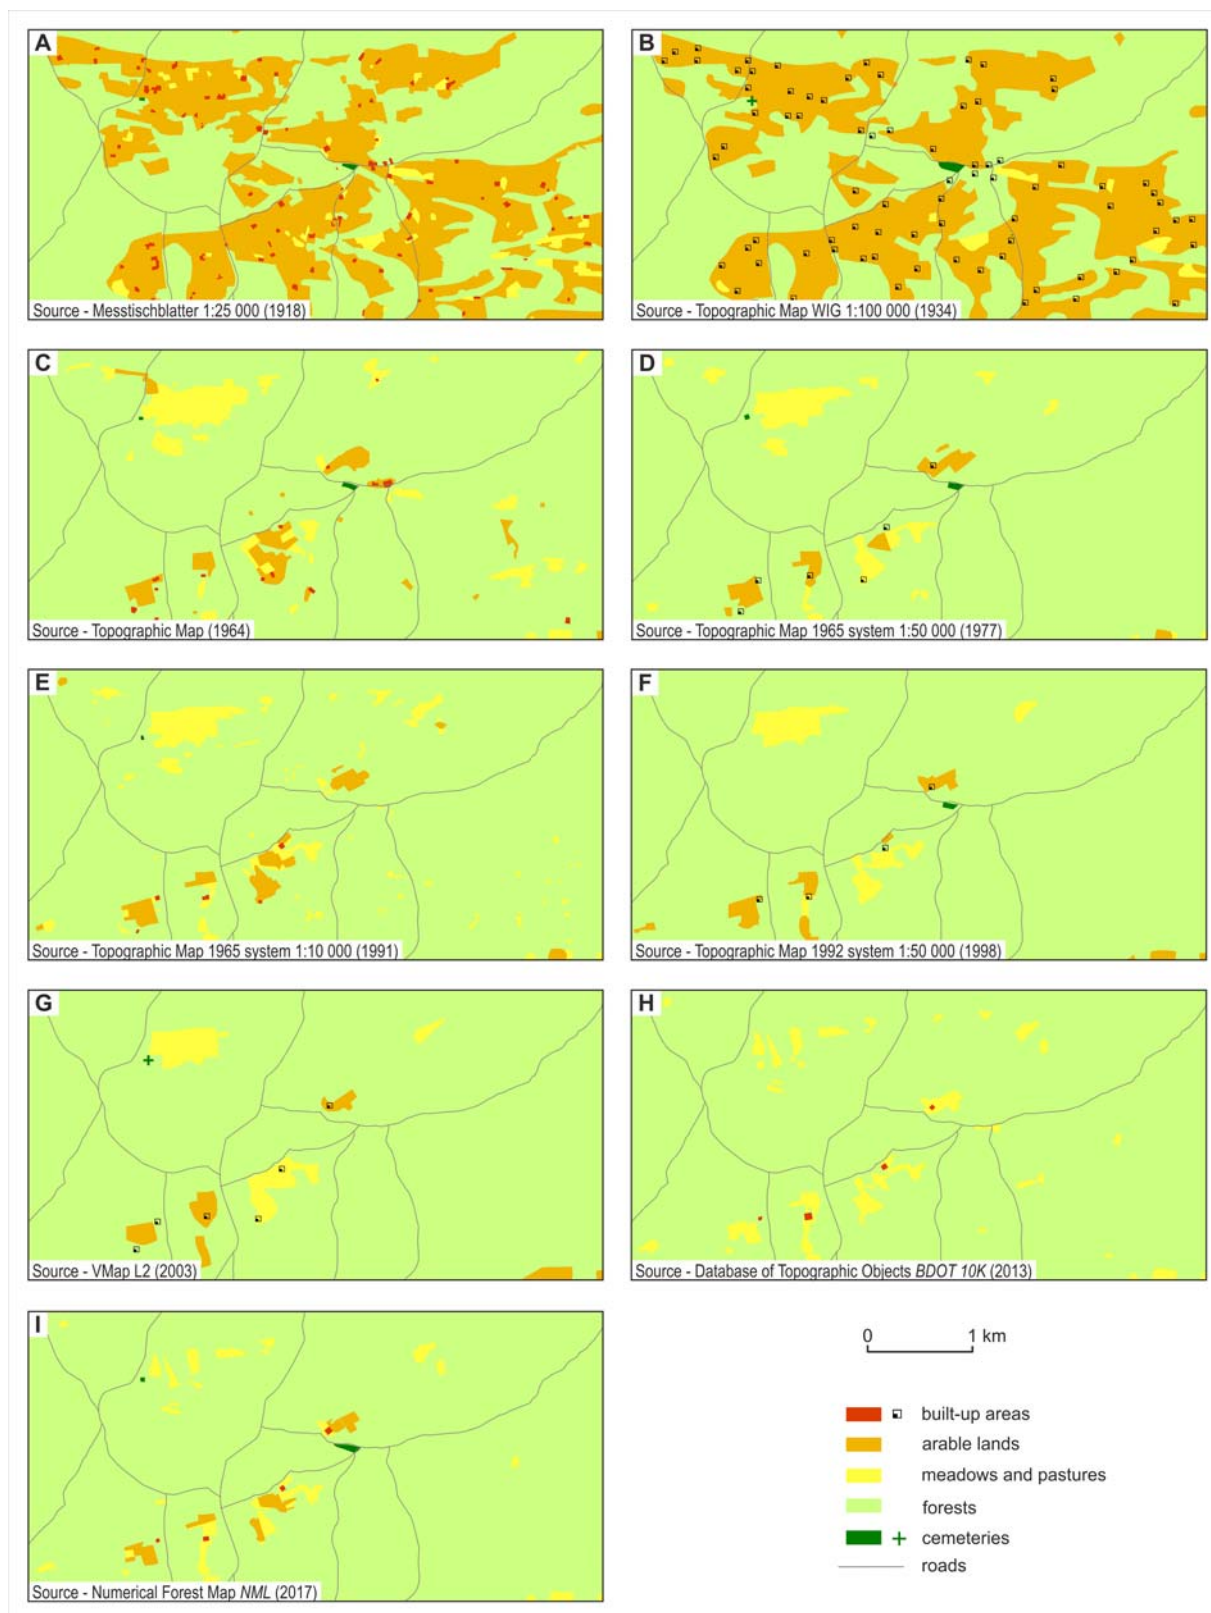 A
B
Source - Messtischblatter 1:25 000 (1918)
Source - Topographic Map WIG 1:100 000 (1934)
C
D
Source - Topographic Map (1964)
Source - Topographic Map 1965 system 1:50 000 (1977)
E
F
Source - Topographic Map 1965 system 1:10 000 (1991)
Source - Topographic Map 1992 system 1:50 000 (1998)
G
H
Source - VMap L2 (2003)
Source - Database of Topographic Objects BDOT 10K (2013)
I
Source - Numerical Forest Map NML (2017)
0 1 km
built-up areas
arable lands
meadows and pastures
forests
cemeteries
roads